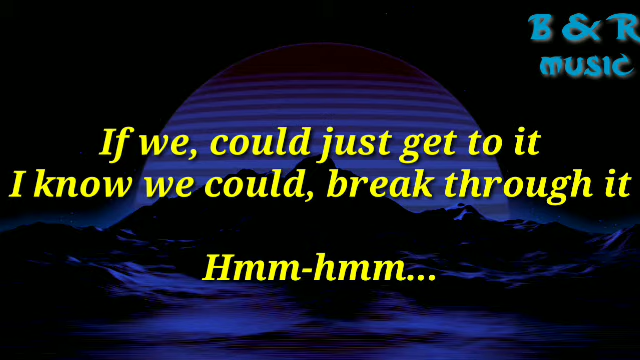 B & R
MUSIC
If we, could just get to it
I know we could, break through it
Hmm-hmm...